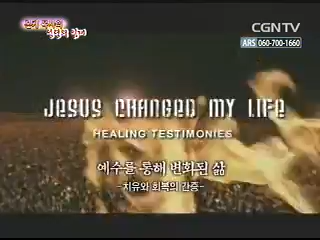 CGNTV
ARS 060-700-1660
JESUS CHANGED MY LIFE
HEALING TESTIMONIES
예수를 통해 변화된 삶
-치유와 회복의 간증-